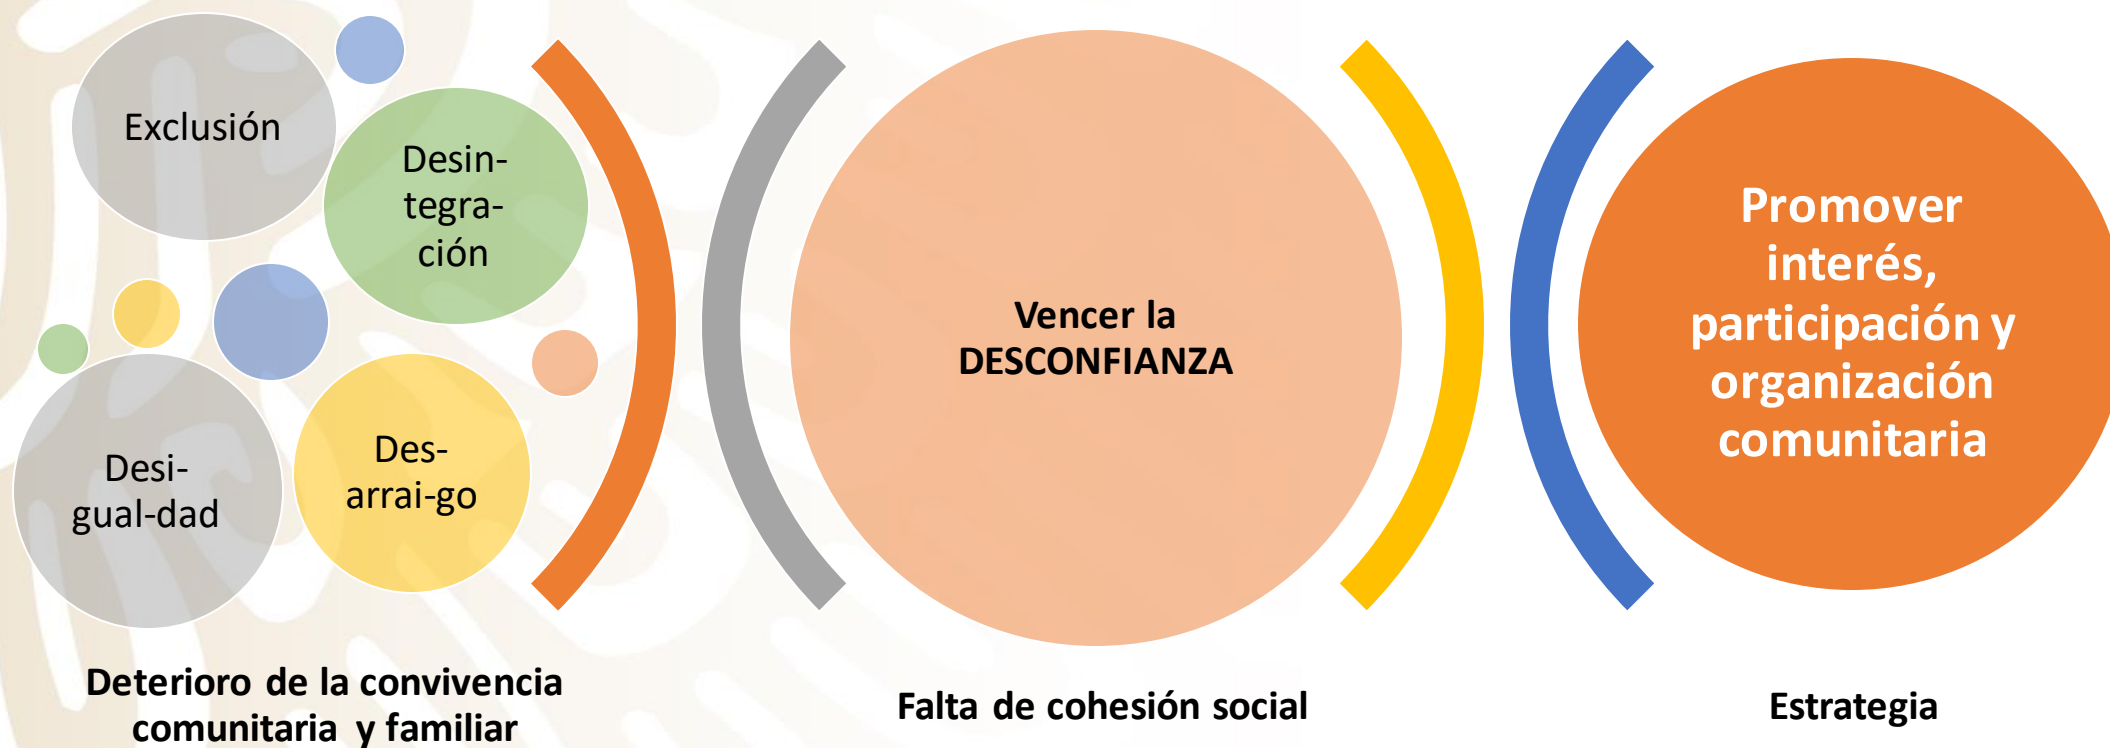 Exclusión
Desin-
tegra-
ción
Desi-
gual-dad
Des-
arrai-go
Deterioro de la convivencia
comunitaria y familiar
Vencer la
DESCONFIANZA
Falta de cohesión social
Promover
interés,
participación y
organización
comunitaria
Estrategia